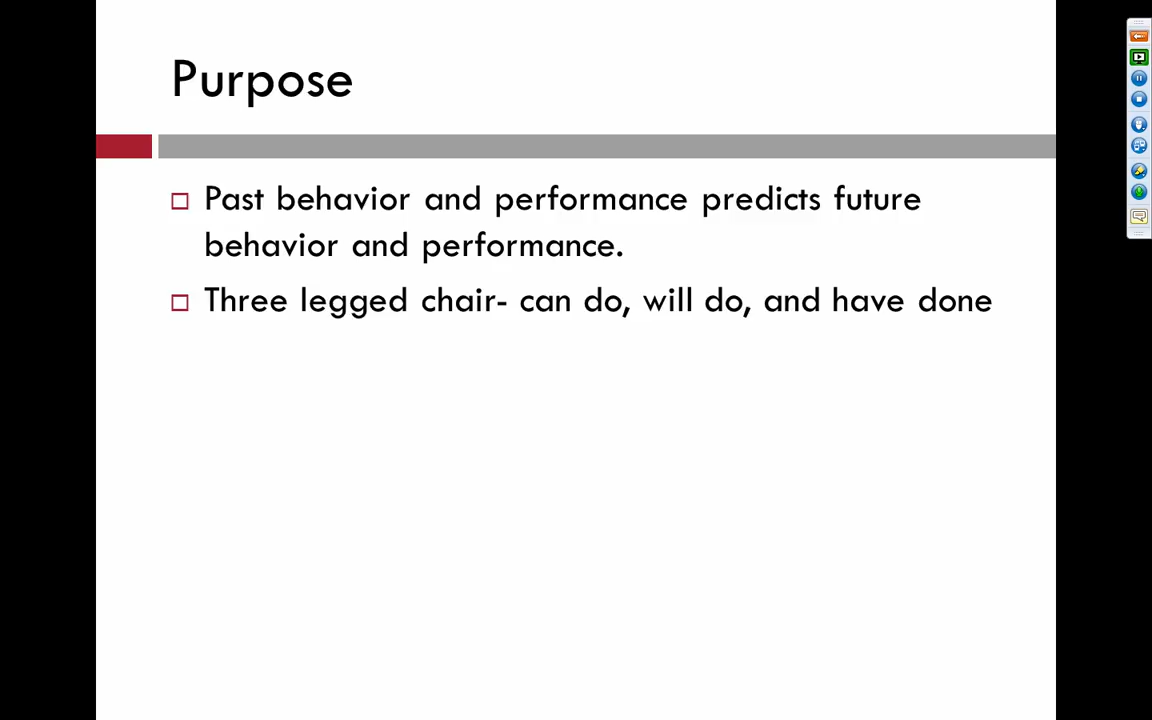 Purpose
Past behavior and performance predicts future
behavior and performance.
Three legged chair- can do, will do, and have done